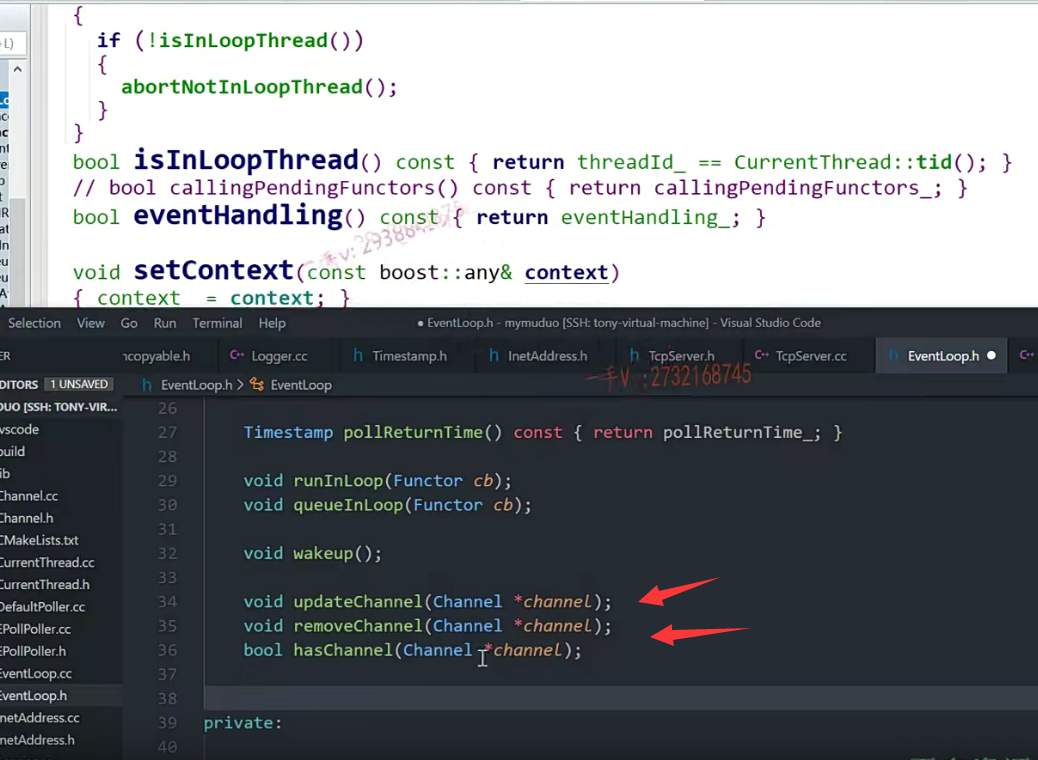 {
if (!isInLoopThread())
{
abortNotInLoopThread();
}
}
bool isInLoopThread() const { return threadId_ == CurrentThread::tid(); }
// bool callingPendingFunctors() const { return callingPendingFunctors_; }
bool eventHandling() const { return eventHandling_; }
void setContext(const boost::any& context)
{ context_ = context; }
Selection View Go Run Terminal Help ● EventLoop.h - mymuduo [SSH: tony-virtual-machine] - Visual Studio Code
ER ncopyable.h Logger.cc Timestamp.h InetAddress.h TcpServer.h TcpServer.cc EventLoop.h ●
一手V:2732168745
DITORS 1 UNSAVED EventLoop.h > EventLoop
DUO [SSH: TONY-VIR...
vscode
build
ib
Channel.cc
Channel.h
CMakeLists.txt
CurrentThread.cc
CurrentThread.h
DefaultPoller.cc
EPollPoller.cc
EPollPoller.h
EventLoop.cc
EventLoop.h
netAddress.cc
netAddress.h
26
27 Timestamp pollReturnTime() const { return pollReturnTime_; }
28
29 void runInLoop(Functor cb);
30 void queueInLoop(Functor cb);
31
32 void wakeup();
33
34 void updateChannel(Channel *channel);
35 void removeChannel(Channel *channel);
36 bool hasChannel(Channel *channel);
37
38
39 private:
40